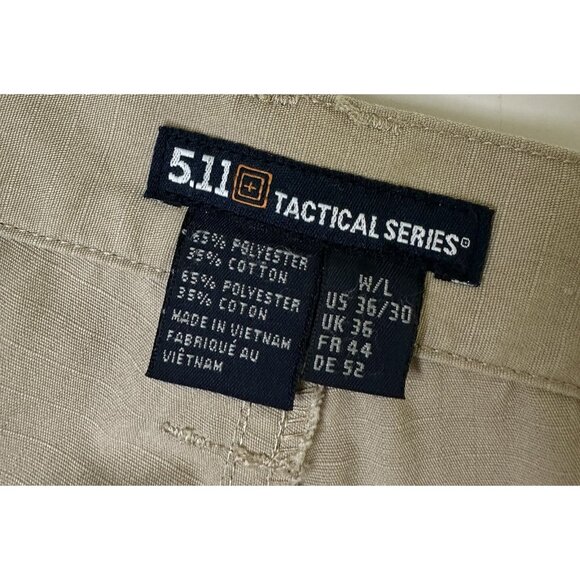 5.11 TACTICAL SERIES®
65% POLYESTER
35% COTTON
65% POLYESTER
35% COTON
MADE IN VIETNAM
FABRIQUÉ AU
VIÊTNAM
W/L
US 36/30
UK 36
FR 44
DE 52